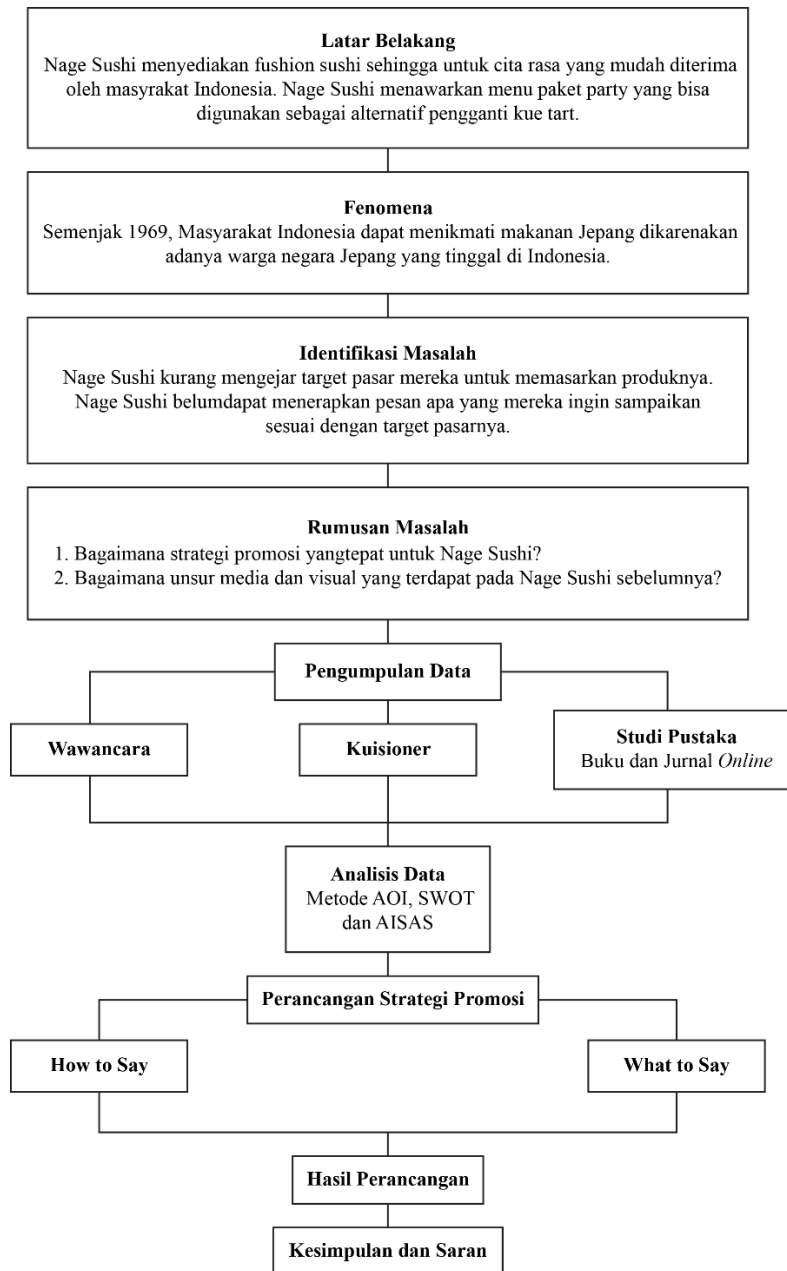 Latar Belakang
Nage Sushi menyediakan fushion sushi sehingga untuk cita rasa yang mudah diterima
oleh masyrakat Indonesia. Nage Sushi menawarkan menu paket party yang bisa
digunakan sebagai alternatif pengganti kue tart.
Fenomena
Semenjak 1969, Masyarakat Indonesia dapat menikmati makanan Jepang dikarenakan
adanya warga negara Jepang yang tinggal di Indonesia.
Identifikasi Masalah
Nage Sushi kurang mengejar target pasar mereka untuk memasarkan produknya.
Nage Sushi belumdapat menerapkan pesan apa yang mereka ingin sampaikan
sesuai dengan target pasarnya.
Rumusan Masalah
1. Bagaimana strategi promosi yangtepat untuk Nage Sushi?
2. Bagaimana unsur media dan visual yang terdapat pada Nage Sushi sebelumnya?
Pengumpulan Data
Wawancara
Kuisioner
Studi Pustaka
Buku dan Jurnal Online
Analisis Data
Metode AOI, SWOT
dan AISAS
Perancangan Strategi Promosi
How to Say
What to Say
Hasil Perancangan
Kesimpulan dan Saran